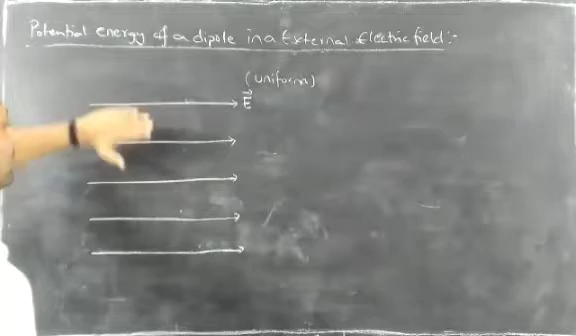 Potential energy of a dipole in a External Electric field:-
(uniform)
E